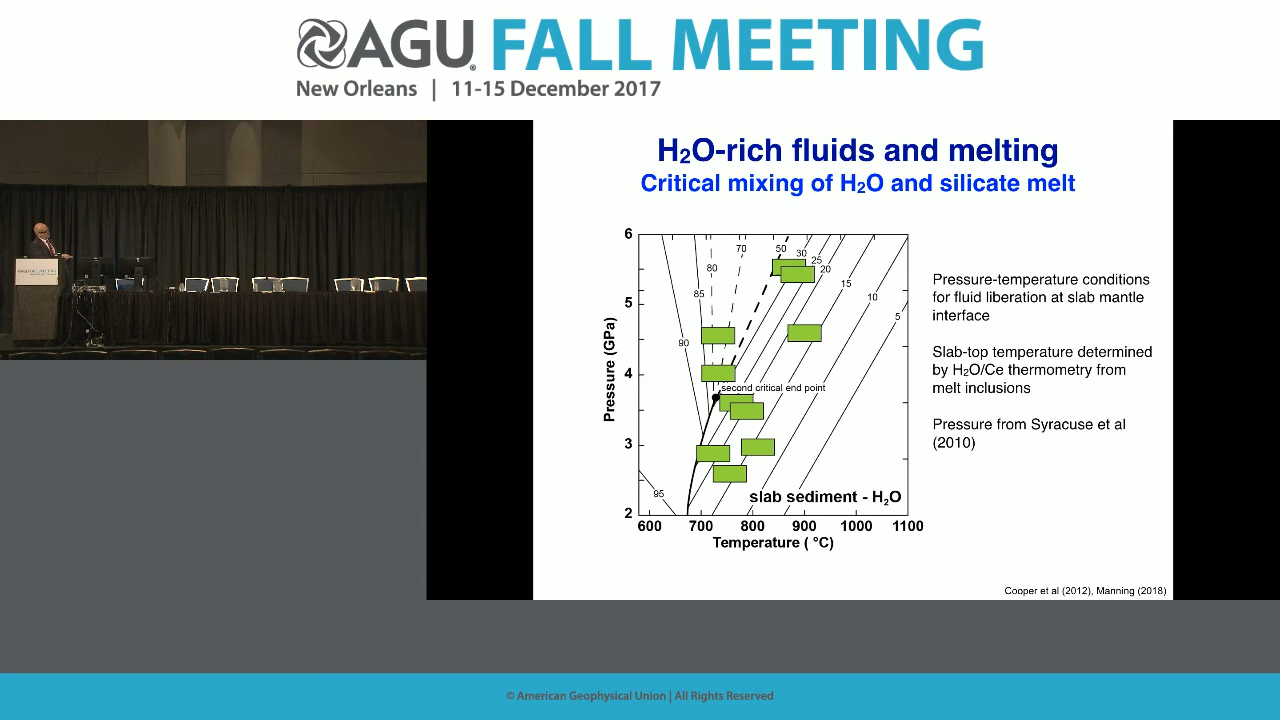 AGU FALL MEETING
New Orleans | 11-15 December 2017
AGU FALL MEETING
H₂O-rich fluids and melting
Critical mixing of H₂O and silicate melt
6
5
4
3
2
Pressure (GPa)
95
90
85
80
70
50
30
25
20
15
10
5
second critical end point
slab sediment - H₂O
600 700 800 900 1000 1100
Temperature ( °C)
Pressure-temperature conditions
for fluid liberation at slab mantle
interface
Slab-top temperature determined
by H₂O/Ce thermometry from
melt inclusions
Pressure from Syracuse et al
(2010)
Cooper et al (2012), Manning (2018)
© American Geophysical Union | All Rights Reserved